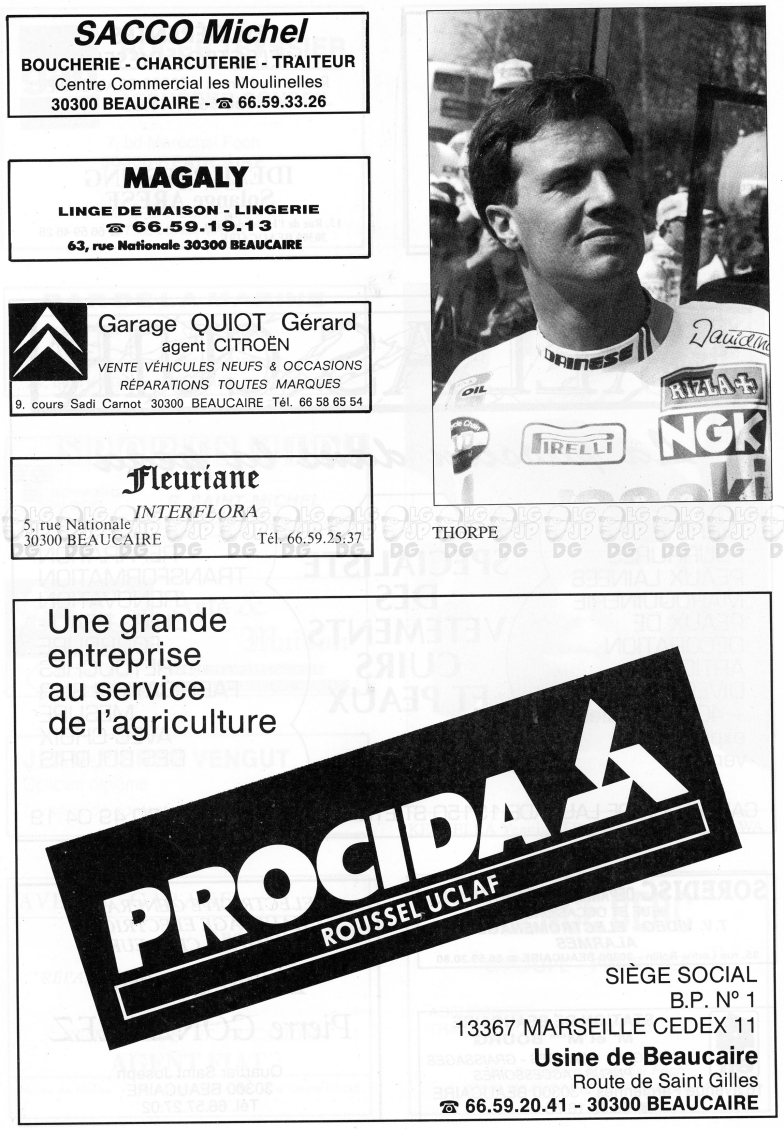 SACCO Michel
BOUCHERIE - CHARCUTERIE - TRAITEUR
Centre Commercial les Moulinelles
30300 BEAUCAIRE - ☎ 66.59.33.26
MAGALY
LINGE DE MAISON - LINGERIE
☎ 66.59.19.13
63, rue Nationale 30300 BEAUCAIRE
Garage QUIOT Gérard
agent CITROËN
VENTE VÉHICULES NEUFS & OCCASIONS
RÉPARATIONS TOUTES MARQUES
9. cours Sadi Carnot 30300 BEAUCAIRE Tél. 66 58 65 54
Fleuriane
INTERFLORA
5, rue Nationale
30300 BEAUCAIRE Tél. 66.59.25.37
DAINESE
OIL
RIZLA+
PIRELLI
NGK
THORPE
Une grande
entreprise
au service
de l'agriculture
PROCIDA
ROUSSEL UCLAF
SIÈGE SOCIAL
B.P. N° 1
13367 MARSEILLE CEDEX 11
Usine de Beaucaire
Route de Saint Gilles
☎ 66.59.20.41 - 30300 BEAUCAIRE